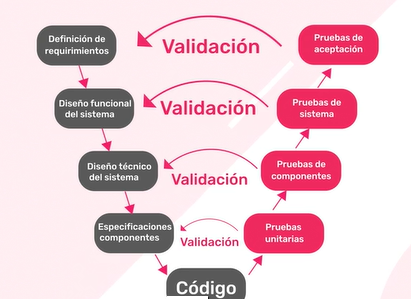 Definición de
requirimientos
Validación
Pruebas de
aceptación
Diseño funcional
del sistema
Validación
Pruebas de
sistema
Diseño técnico
del sistema
Validación
Pruebas de
componentes
Especificaciones
componentes
Validación
Pruebas
unitarias
Código